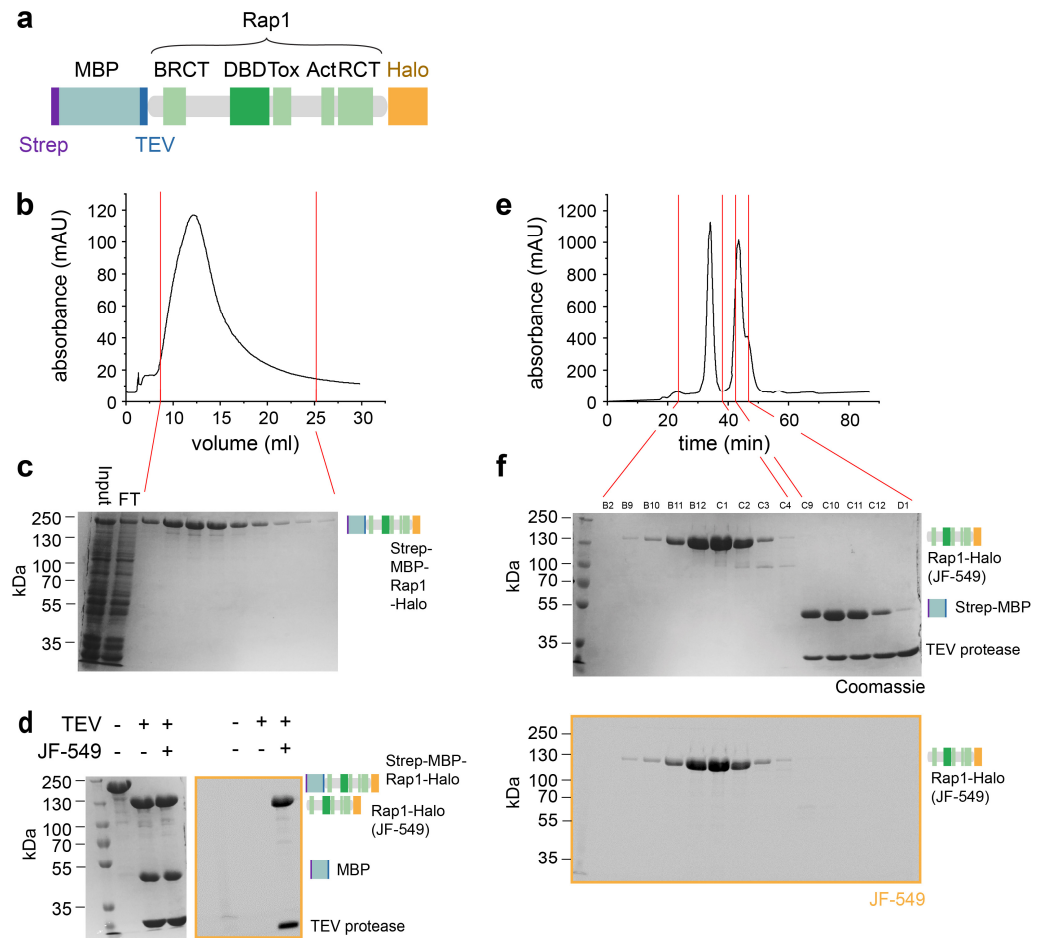 a
Rap1
MBP BRCT DBD Tox Act RCT Halo
Strep TEV
b
absorbance (mAU)
120
100
80
60
40
20
0
0 10 20 30
volume (ml)
c
Input
FT
kDa
250
130
100
70
55
35
Strep-
MBP-
Rap1
-Halo
d
TEV - + + - + +
JF-549 - - + - - +
kDa
250
130
100
70
55
35
Strep-MBP-
Rap1-Halo
Rap1-Halo
(JF-549)
MBP
TEV protease
e
absorbance (mAU)
1200
1000
800
600
400
200
0
0 20 40 60 80
time (min)
f
B2 B9 B10 B11 B12 C1 C2 C3 C4 C9 C10 C11 C12 D1
kDa
250
130
100
70
55
35
Rap1-Halo
(JF-549)
Strep-MBP
TEV protease
Coomassie
kDa
250
130
100
70
55
35
Rap1-Halo
(JF-549)
JF-549